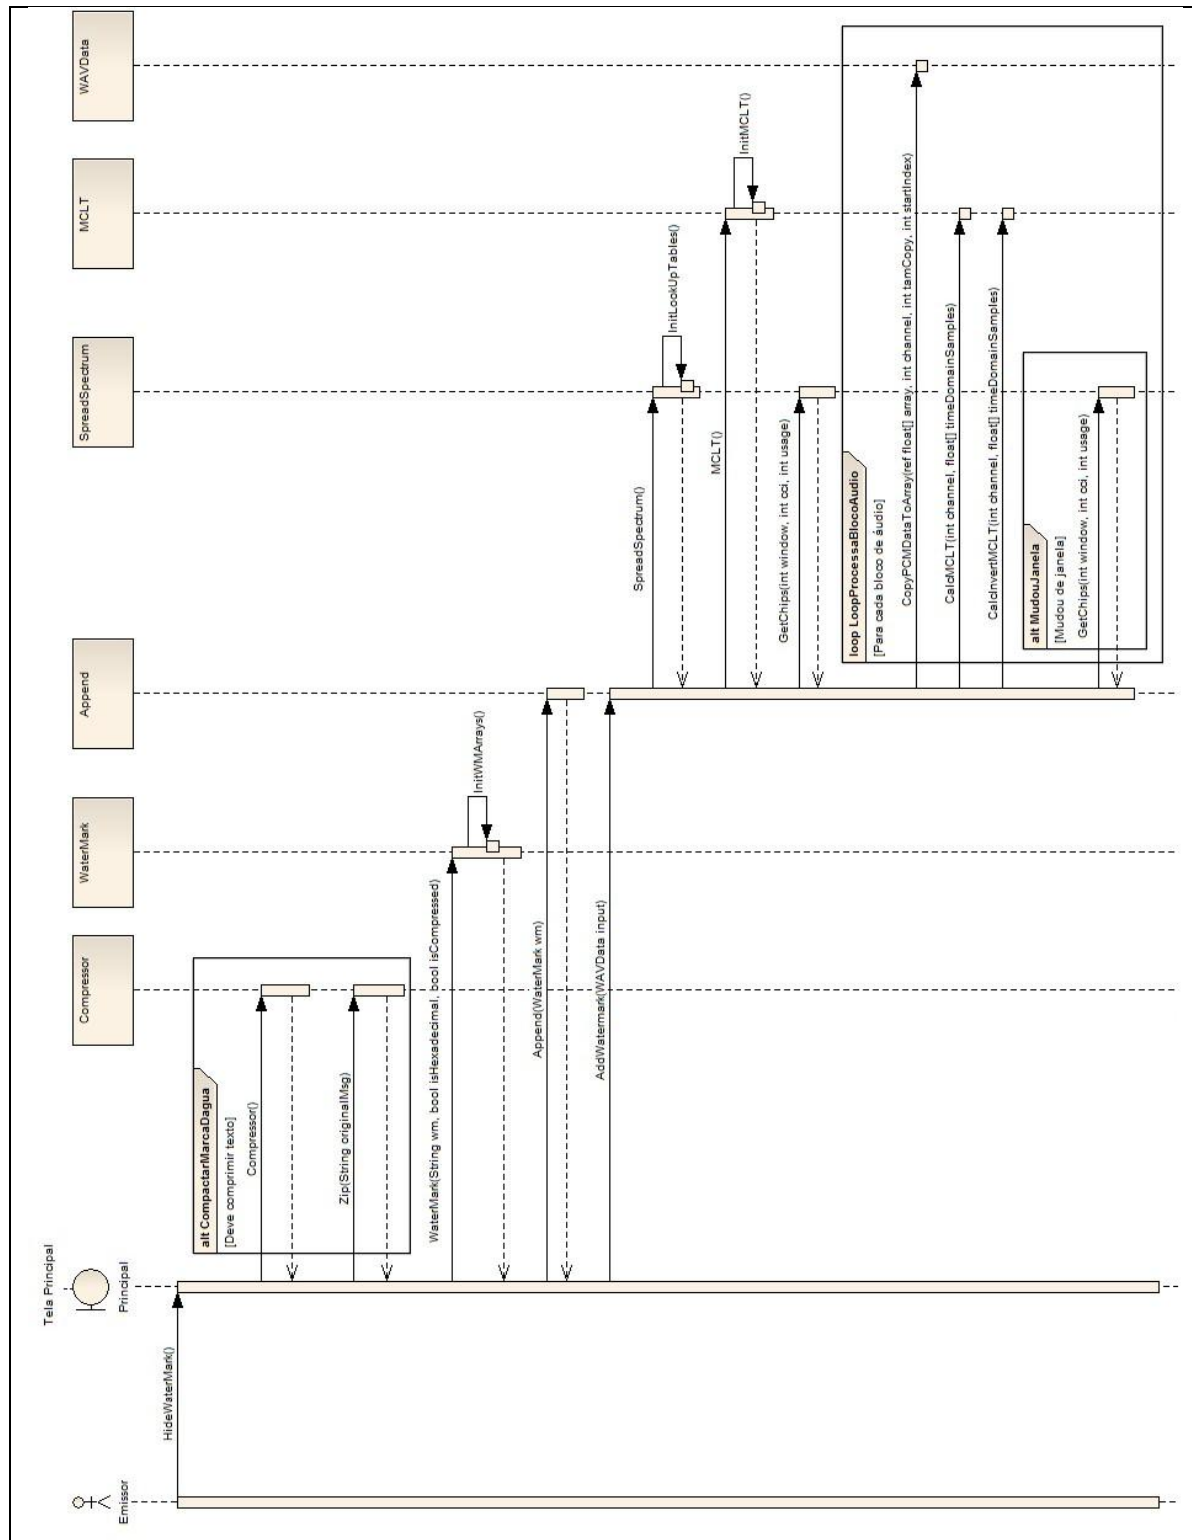 Emissor
Tela Principal
Principal
Compressor
WaterMark
Append
SpreadSpectrum
MCLT
WAVData
HideWaterMark()
alt CompactarMarcaDagua
[Deve comprimir texto]
Compressor()
Zip(String originalMsg)
WaterMark(String wm, bool isHexadecimal, bool isCompressed)
InitWMArrays()
Append(WaterMark wm)
AddWatermark(WAVData input)
SpreadSpectrum()
InitLookUpTables()
MCLT()
InitMCLT()
GetChips(int window, int cci, int usage)
loop LoopProcessaBlocoAudio
[Para cada bloco de áudio]
CopyPCMDataToArray(ref float[] array, int channel, int tamCopy, int startIndex)
CalcMCLT(int channel, float[] timeDomainSamples)
CalcInvertMCLT(int channel, float[] timeDomainSamples)
alt MudouJanela
[Mudou de janela]
GetChips(int window, int cci, int usage)